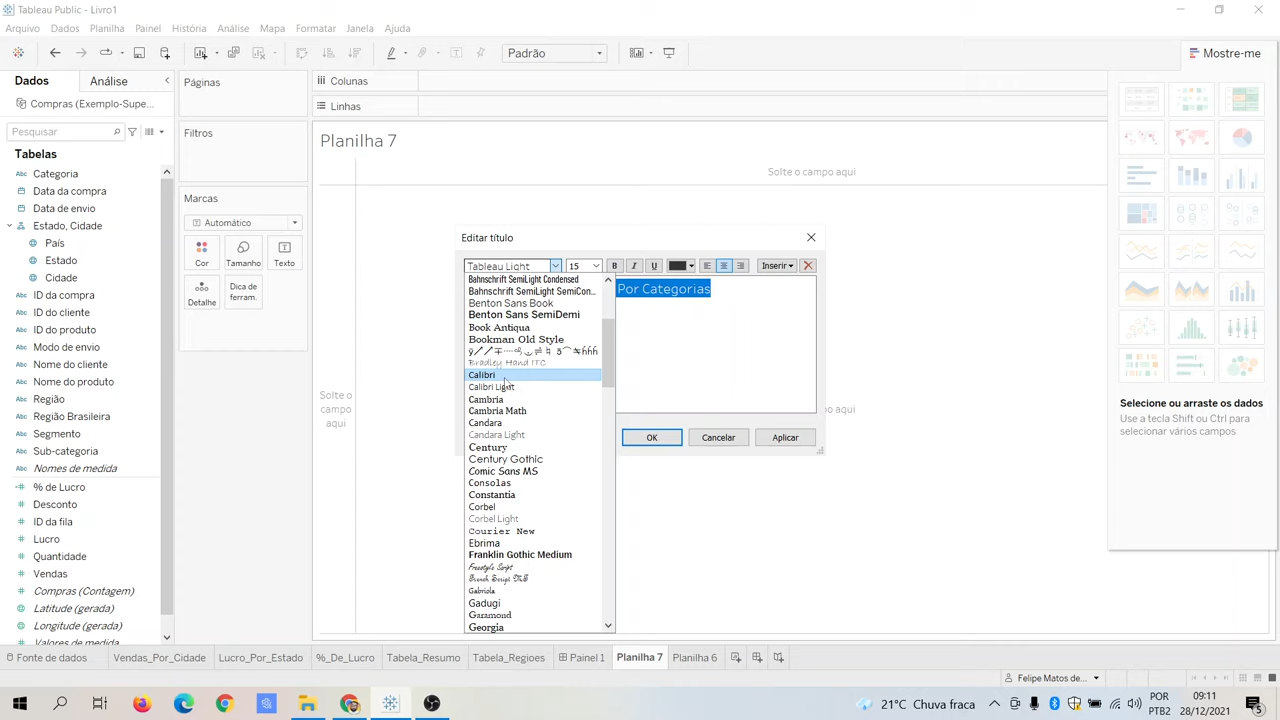 Tableau Public - Livro1
Arquivo Dados Planilha Painel História Análise Mapa Formatar Janela Ajuda
Padrão
Mostre-me
Dados Análise
Páginas
Colunas
Compras (Exemplo-Supe...
Linhas
Pesquisar
Filtros
Planilha 7
Tabelas
Categoria
Solte o campo aqui
Data da compra
Marcas
Data de envio
Automático
Estado, Cidade
País
Editar título
Estado
Cor Tamanho Texto
Tableau Light 15 B I U Inserir
Cidade
Detalhe
Dica de
ferram.
Por Categorias
ID da compra
ID do cliente
ID do produto
Modo de envio
Nome do cliente
Nome do produto
Região
Região Brasileira
Segmento
Sub-categoria
Nomes de medida
% de Lucro
Desconto
ID da fila
Lucro
Quantidade
Vendas
Compras (Contagem)
Latitude (gerada)
Longitude (gerada)
Valores de medida
Bahnschrift SemiLight Condensed
Bahnschrift SemiLight SemiCon...
Benton Sans Book
Benton Sans SemiDemi
Book Antiqua
Bookman Old Style
Bradley Hand ITC
Calibri
Calibri Light
Cambria
Cambria Math
Candara
Candara Light
Century
Century Gothic
Comic Sans MS
Consolas
Constantia
Corbel
Corbel Light
Courier New
Ebrima
Franklin Gothic Medium
Freestyle Script
French Script MT
Gabriola
Gadugi
Garamond
Georgia
OK Cancelar Aplicar
Solte o
campo
aqui
po aqui
Selecione ou arraste os dados
Use a tecla Shift ou Ctrl para
selecionar vários campos
Fonte de dados Vendas_Por_Cidade Lucro_Por_Estado %_De_Lucro Tabela_Resumo Tabela_Regioes Painel 1 Planilha 7 Planilha 6
Felipe Matos de...
21°C Chuva fraca
POR
PTB2
09:11
28/12/2021
5